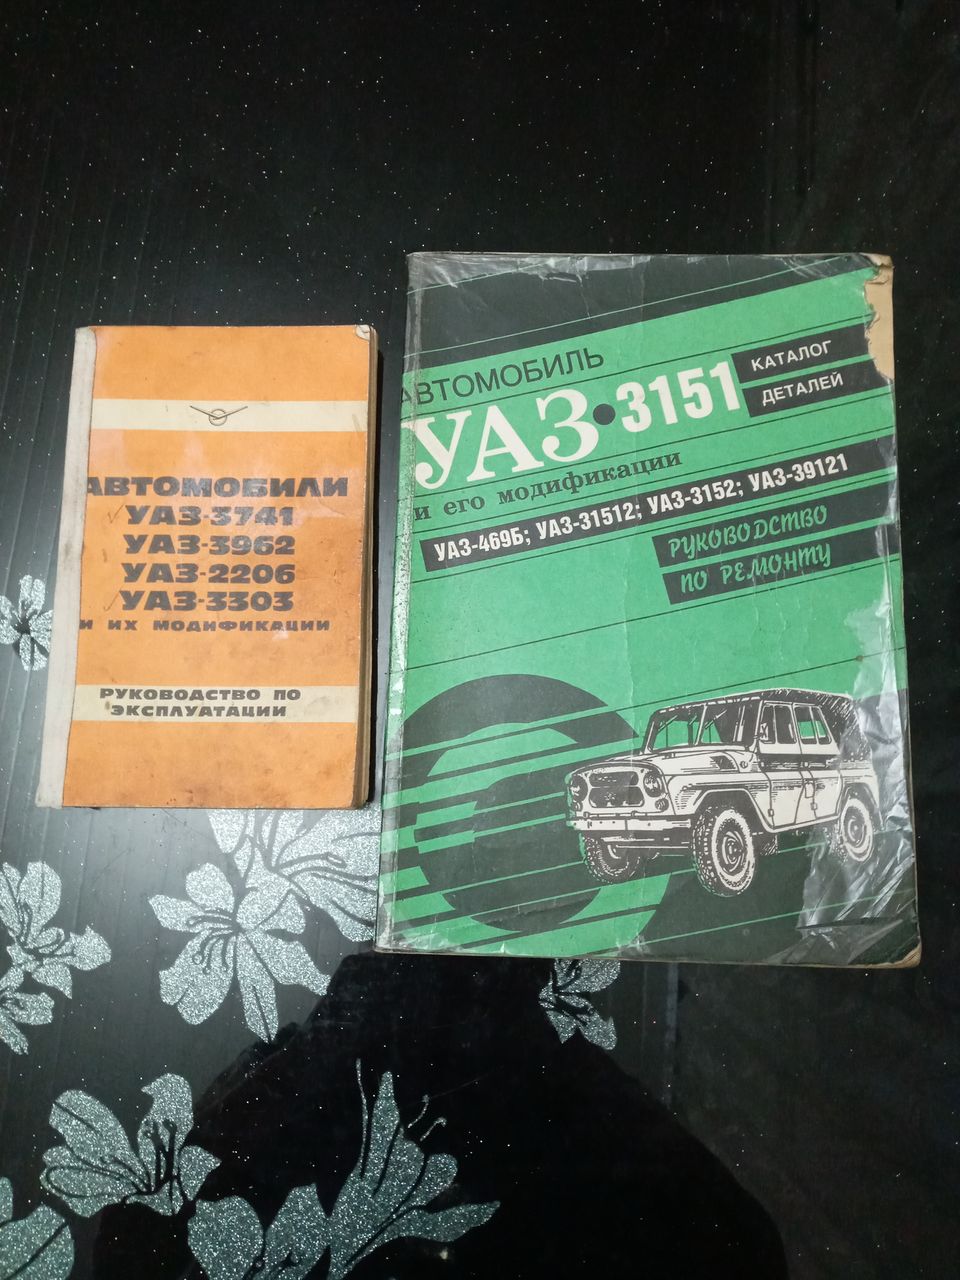 АВТОМОБИЛИ
УАЗ-3741
УАЗ-3962
УАЗ-2206
УАЗ-3303
И ИХ МОДИФИКАЦИИ
РУКОВОДСТВО ПО
ЭКСПЛУАТАЦИИ
АВТОМОБИЛЬ
УАЗ•3151
КАТАЛОГ
ДЕТАЛЕЙ
и его модификации
УАЗ-469Б; УАЗ-31512; УАЗ-3152; УАЗ-39121
РУКОВОДСТВО
ПО РЕМОНТУ